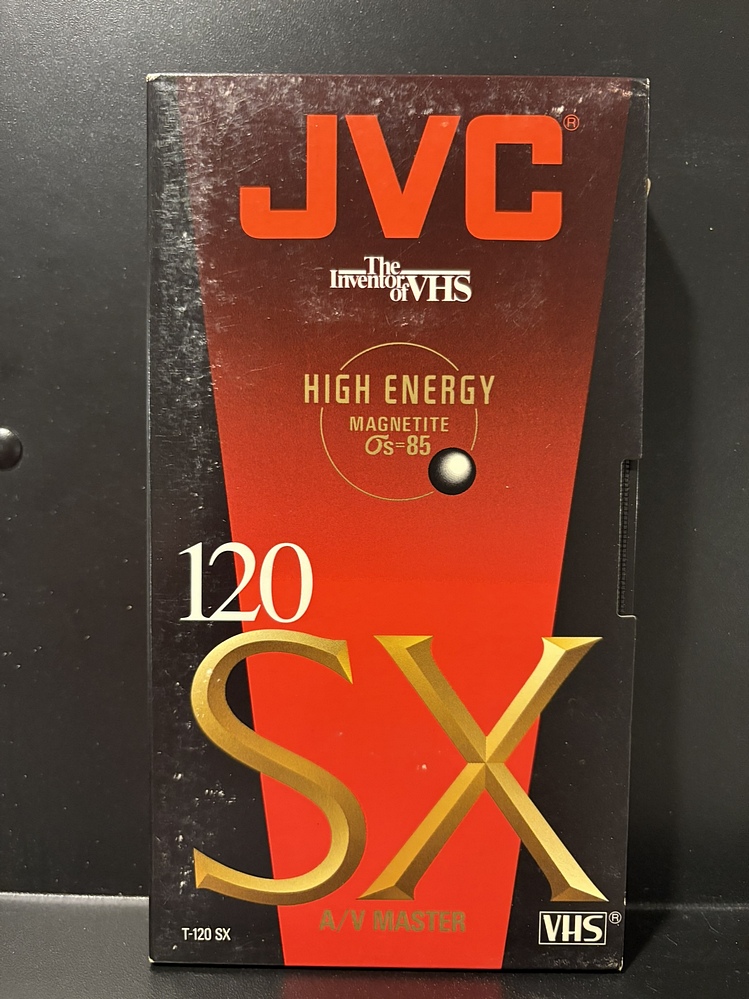 JVC®
The
Inventor
of VHS
HIGH ENERGY
MAGNETITE
σs=85
120
SX
A/V MASTER
T-120 SX
VHS®